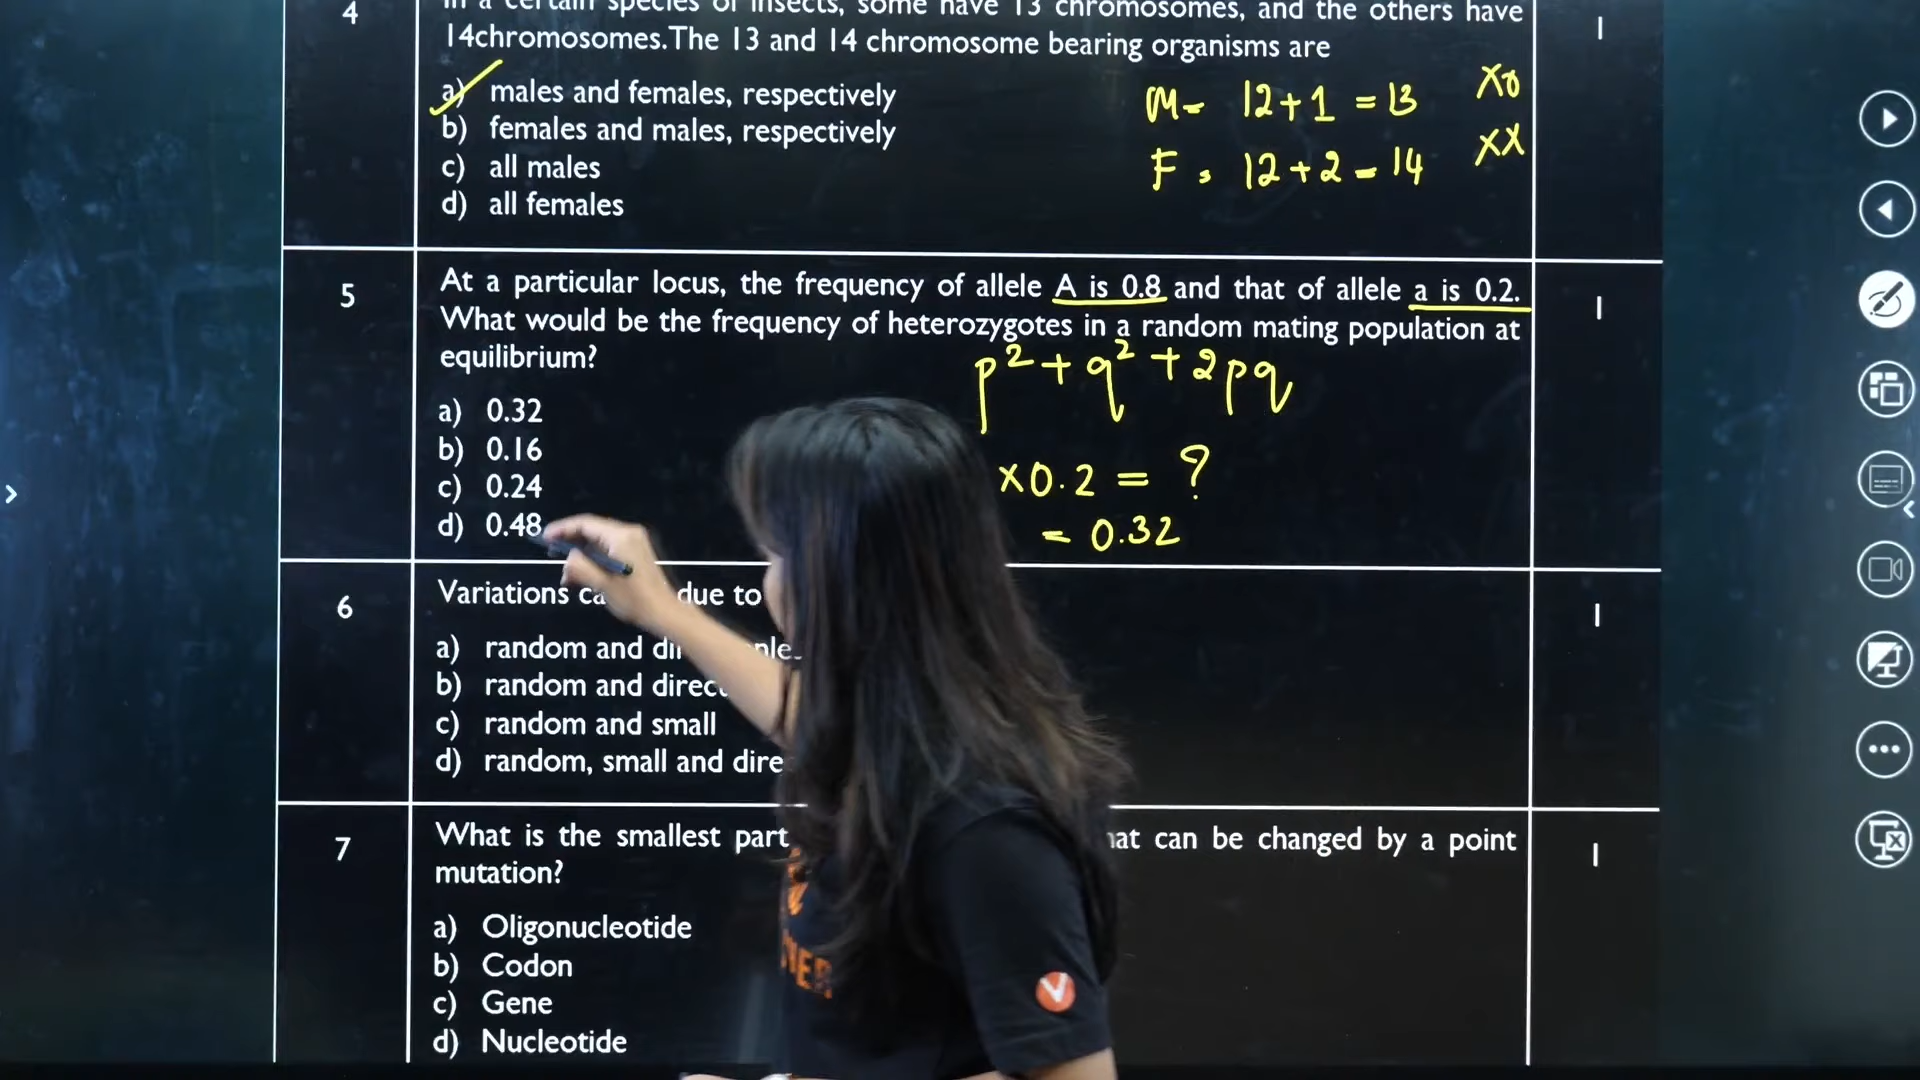 4
In a certain species of insects, some have 13 chromosomes, and the others have
14chromosomes.The 13 and 14 chromosome bearing organisms are
1
a) males and females, respectively
b) females and males, respectively
c) all males
d) all females
M = 12+1 = 13 XO
F = 12+2 = 14 XX
5
At a particular locus, the frequency of allele A is 0.8 and that of allele a is 0.2.
What would be the frequency of heterozygotes in a random mating population at
equilibrium?
1
p² + q² + 2pq
a) 0.32
b) 0.16
c) 0.24
d) 0.48
×0.2 = ?
= 0.32
6
Variations due to
1
a) random and
b) random and
c) random and small
d) random, small and
7
What is the smallest part can be changed by a point
mutation?
1
a) Oligonucleotide
b) Codon
c) Gene
d) Nucleotide
V